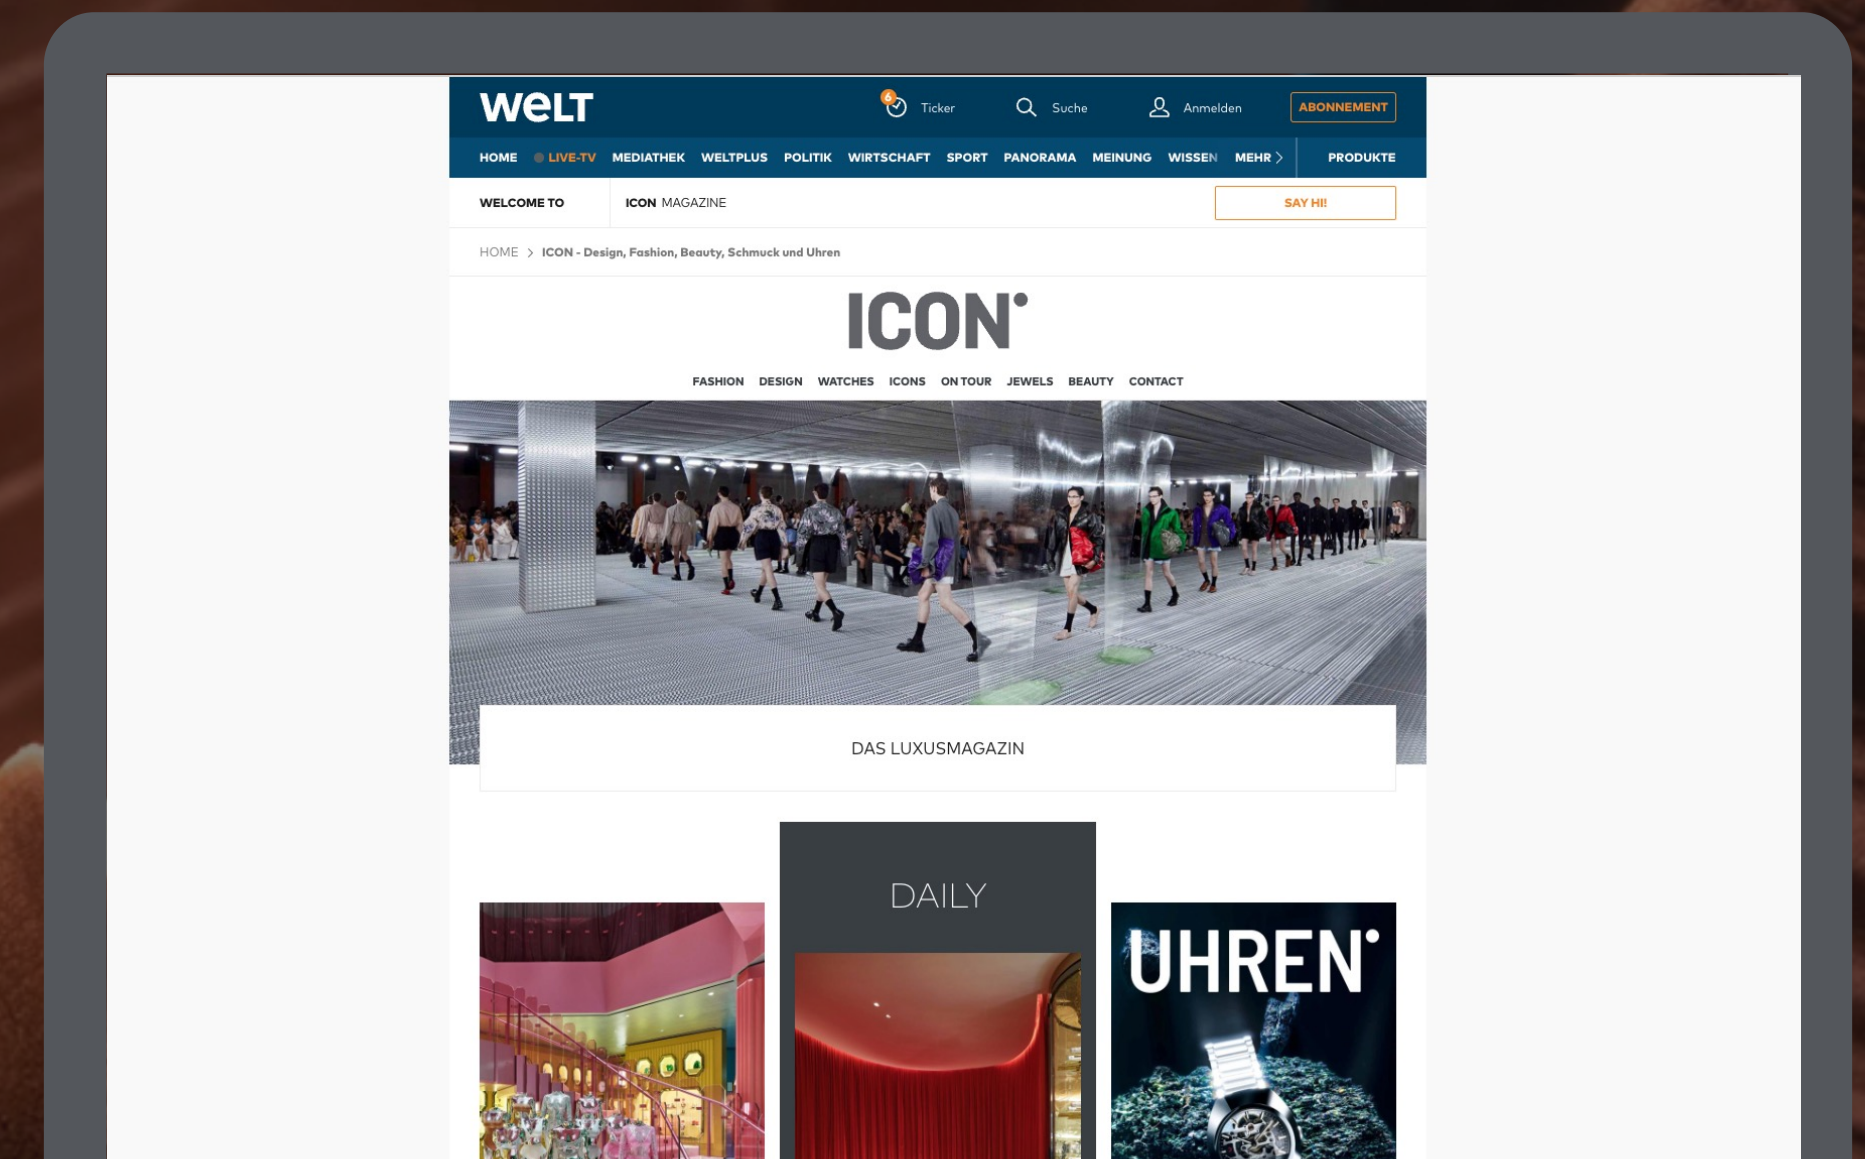 WELT
6 Ticker Suche Anmelden ABONNEMENT
HOME LIVE-TV MEDIATHEK WELTPLUS POLITIK WIRTSCHAFT SPORT PANORAMA MEINUNG WISSEN MEHR PRODUKTE
WELCOME TO ICON MAGAZINE SAY HI!
HOME > ICON - Design, Fashion, Beauty, Schmuck und Uhren
ICON
FASHION DESIGN WATCHES ICONS ON TOUR JEWELS BEAUTY CONTACT
DAS LUXUSMAGAZIN
DAILY
UHREN